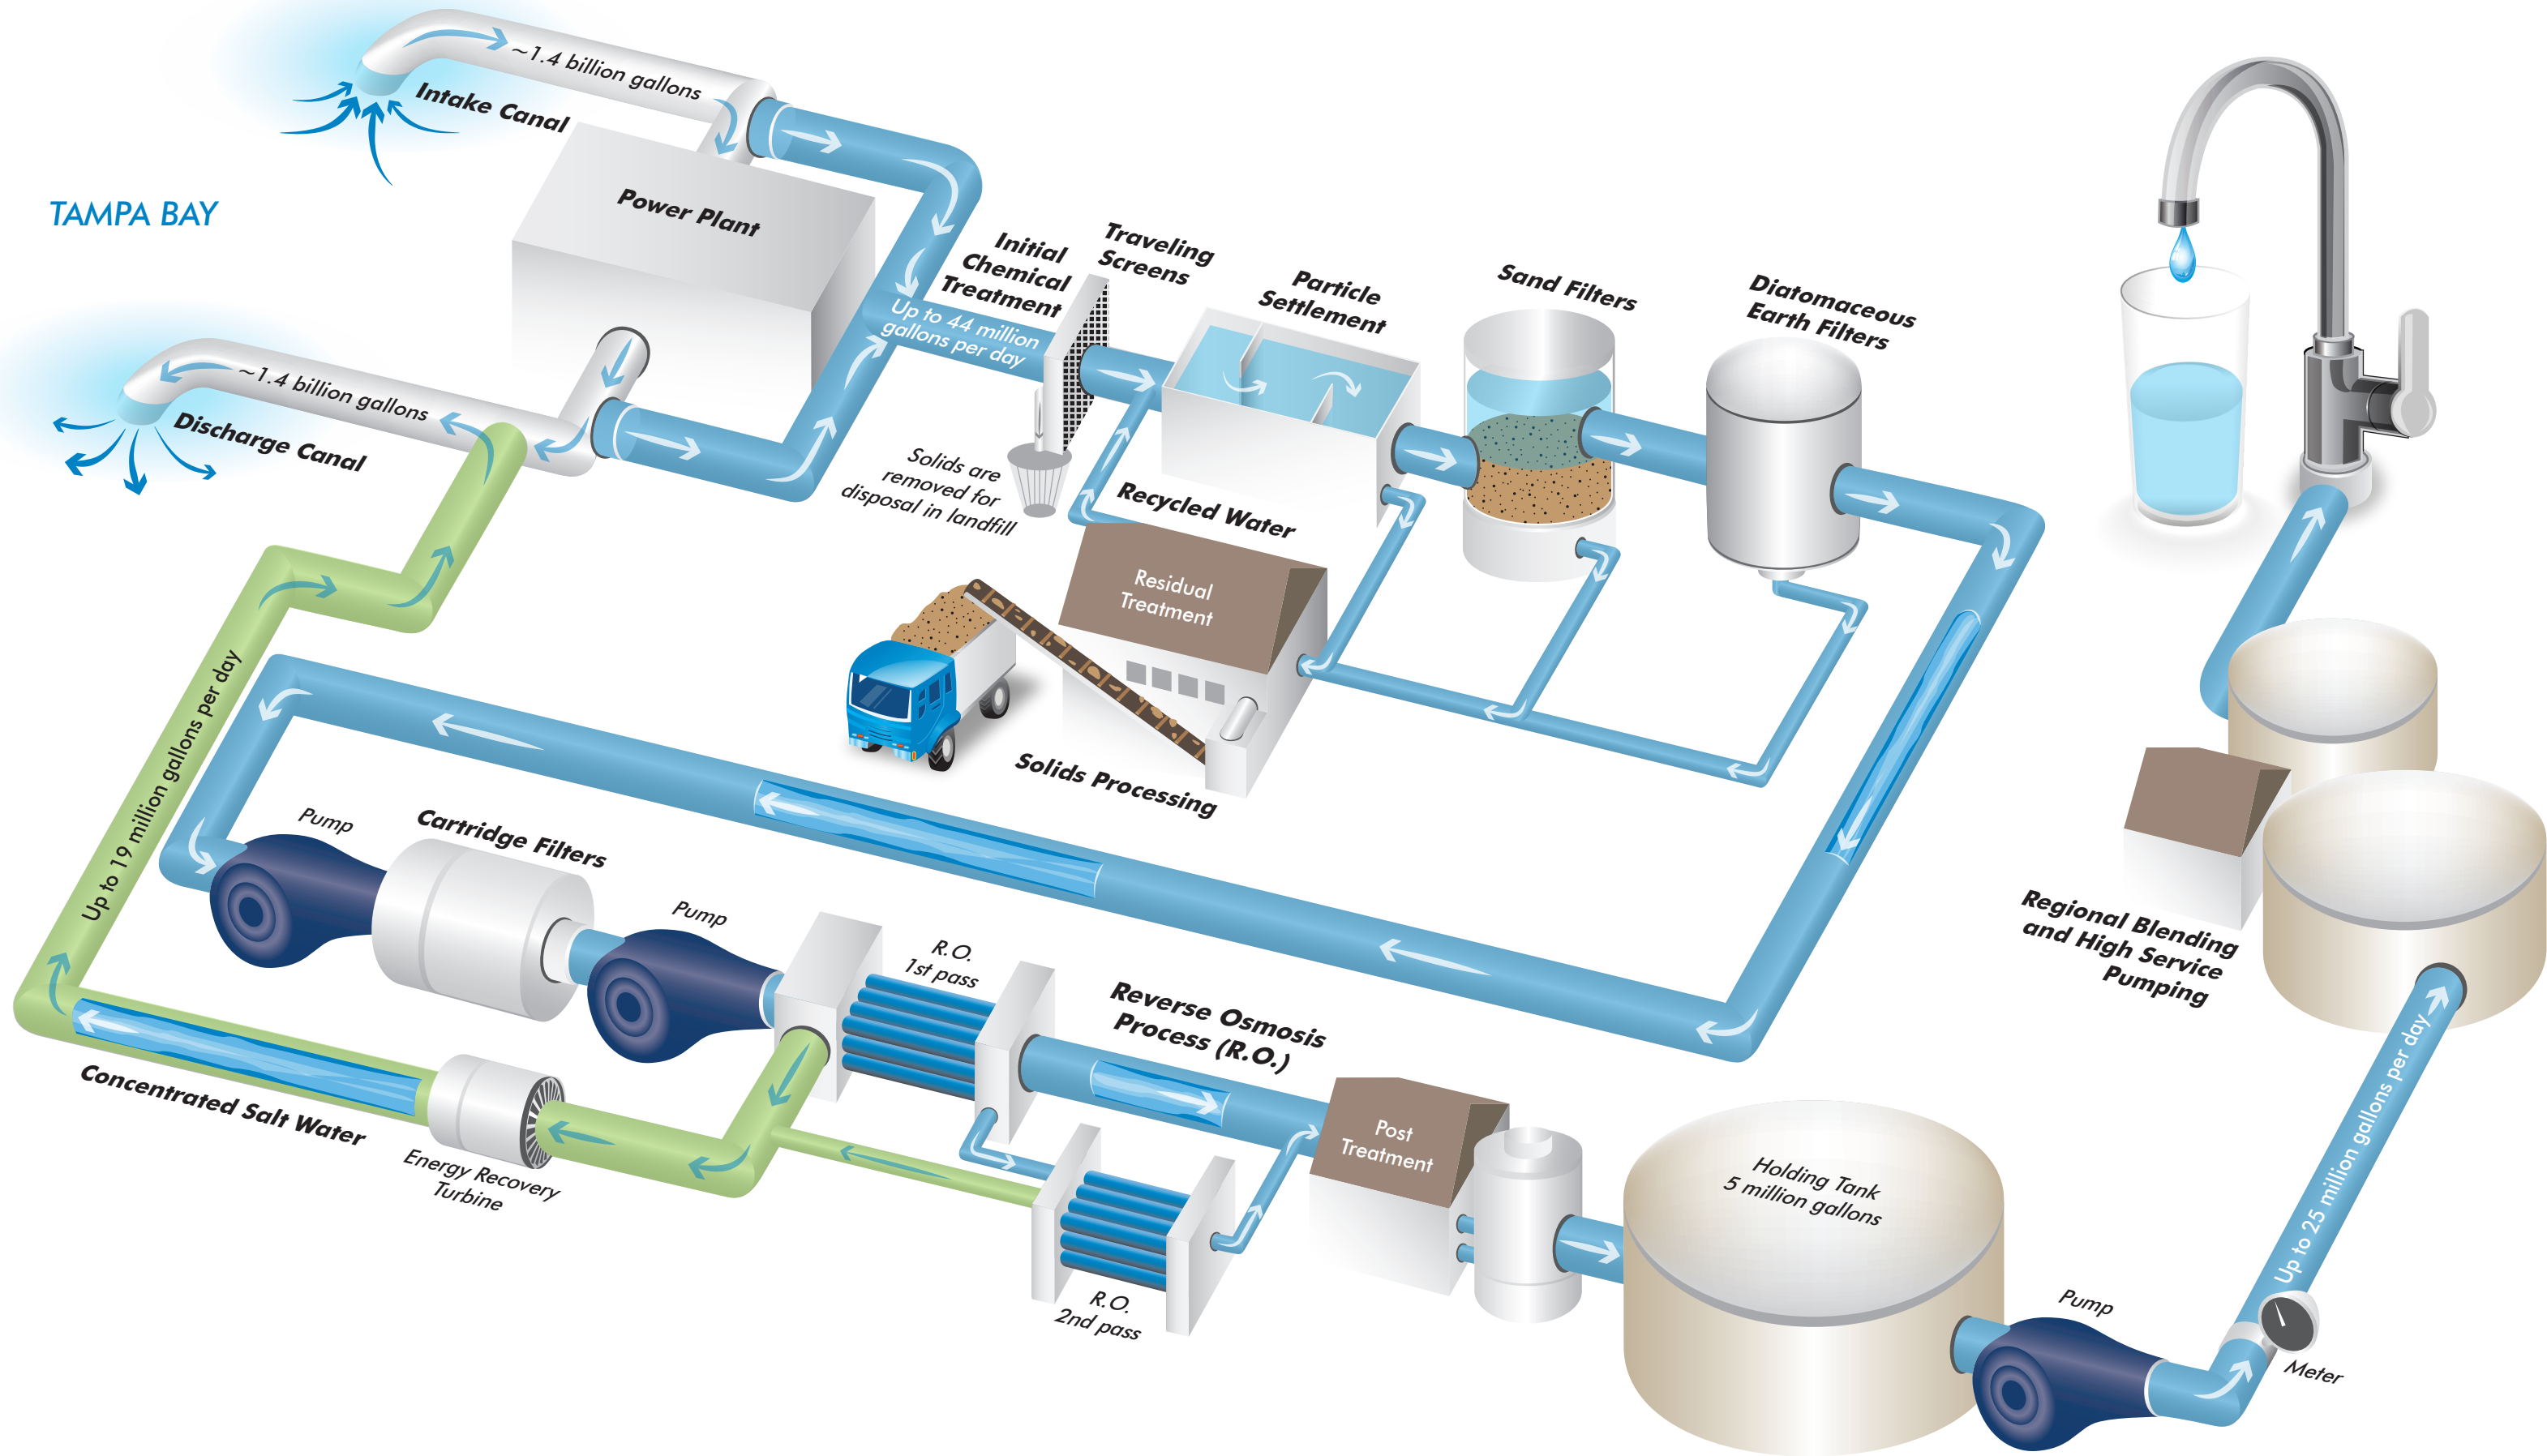 ~1.4 billion gallons
Intake Canal
TAMPA BAY
Power Plant
~1.4 billion gallons
Discharge Canal
Up to 44 million
gallons per day
Initial
Chemical
Treatment
Traveling
Screens
Particle
Settlement
Sand Filters
Diatomaceous
Earth Filters
Solids are
removed for
disposal in landfill
Recycled Water
Residual
Treatment
Solids Processing
Up to 19 million gallons per day
Pump
Cartridge Filters
Pump
R.O.
1st pass
Reverse Osmosis
Process (R.O.)
Concentrated Salt Water
Energy Recovery
Turbine
R.O.
2nd pass
Post
Treatment
Holding Tank
5 million gallons
Pump
Meter
Up to 25 million gallons per day
Regional Blending
and High Service
Pumping